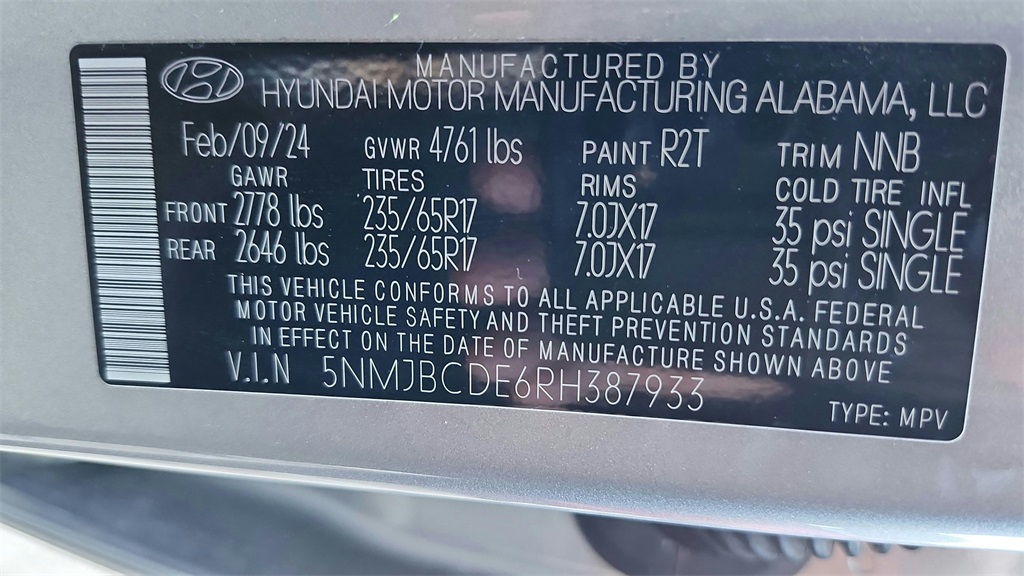 MANUFACTURED BY
HYUNDAI MOTOR MANUFACTURING ALABAMA, LLC
Feb/09/24 GVWR 4761 lbs PAINT R2T TRIM NNB
GAWR TIRES RIMS COLD TIRE INFL
FRONT 2778 lbs 235/65R17 7.0JX17 35 psi SINGLE
REAR 2646 lbs 235/65R17 7.0JX17 35 psi SINGLE
THIS VEHICLE CONFORMS TO ALL APPLICABLE U.S.A. FEDERAL
MOTOR VEHICLE SAFETY AND THEFT PREVENTION STANDARDS
IN EFFECT ON THE DATE OF MANUFACTURE SHOWN ABOVE
V.I.N 5NMJBCDE6RH387933
TYPE: MPV